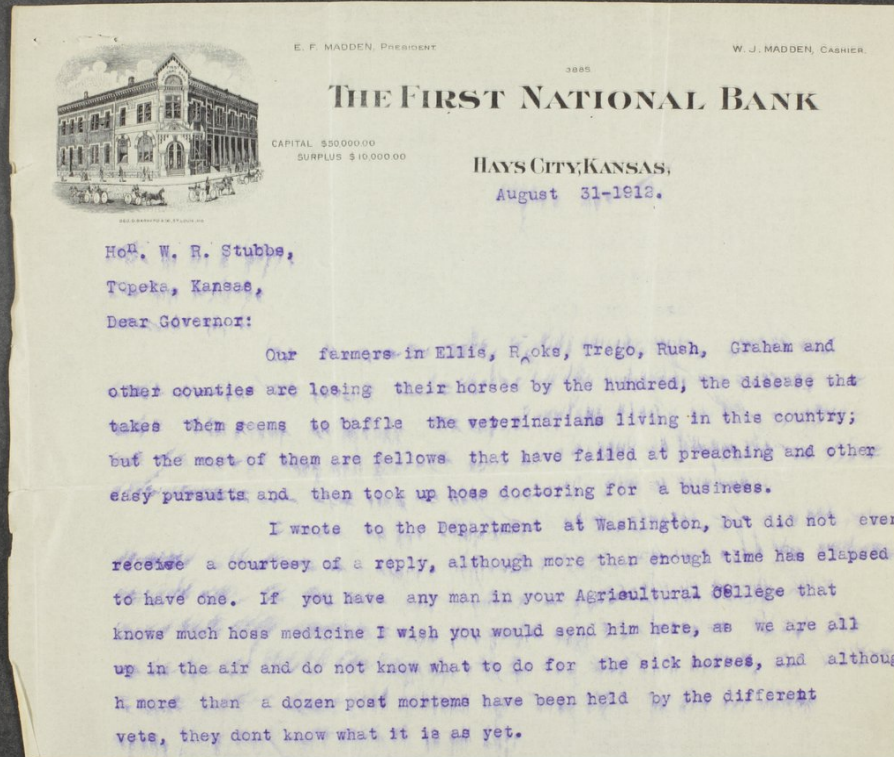 E. F. MADDEN, PRESIDENT
W. J. MADDEN, CASHIER.
3885
THE FIRST NATIONAL BANK
CAPITAL $50,000.00
SURPLUS $10,000.00
HAYS CITY, KANSAS,
August 31-1912.
Hon. W. R. Stubbs,
Topeka, Kansas,
Dear Governor:
Our farmers in Ellis, R^oks, Trego, Rush, Graham and
other counties are losing their horses by the hundred, the disease that
takes them seems to baffle the veterinarians living in this country;
but the most of them are fellows that have failed at preaching and other
easy pursuits and then took up hoss doctoring for a business.
I wrote to the Department at Washington, but did not even
receive a courtesy of a reply, although more than enough time has elapsed
to have one. If you have any man in your Agricultural College that
knows much hoss medicine I wish you would send him here, as we are all
up in the air and do not know what to do for the sick horses, and althoug
h more than a dozen post mortems have been held by the different
vets, they dont know what it is as yet.